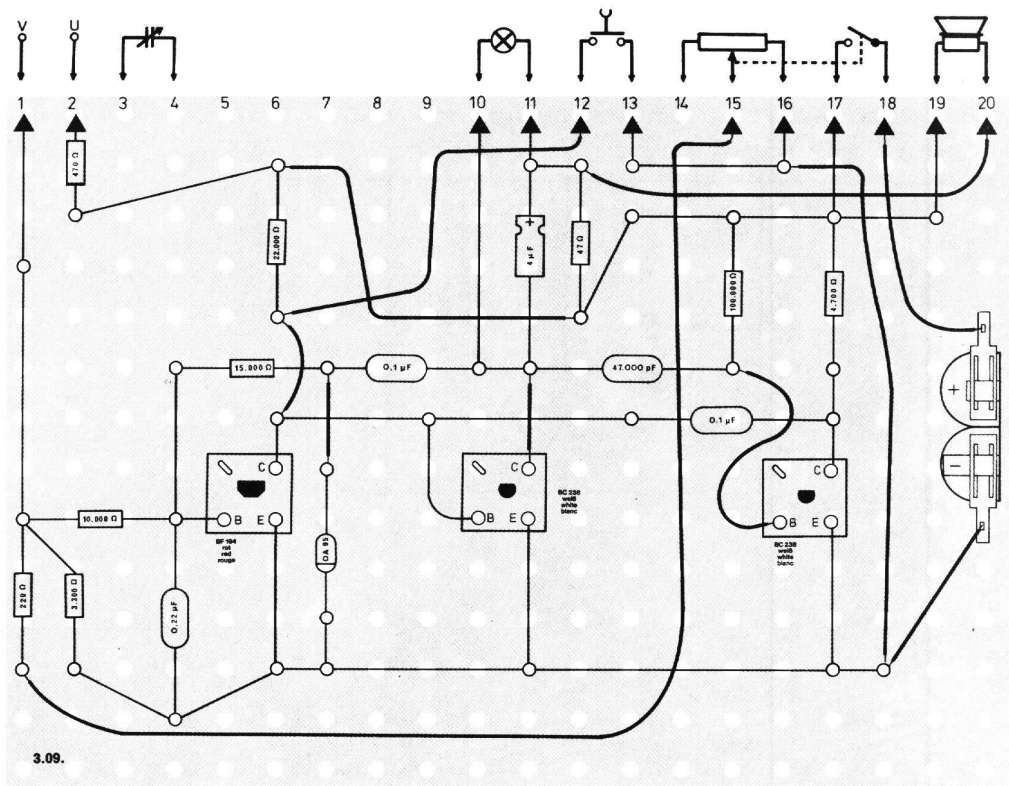 V U
1 2 3 4 5 6 7 8 9 10 11 12 13 14 15 16 17 18 19 20
470 Ω
22.000 Ω
+
4 µF
47 Ω
100.000 Ω
4.700 Ω
15.000 Ω
0,1 µF
47.000 pF
+
0,1 µF
C
C
C
−
10.000 Ω
B E
BF 194
rot
red
rouge
B E
BC 238
weiß
white
blanc
B E
BC 238
weiß
white
blanc
OA 95
220 Ω
3.300 Ω
0,22 µF
3.09.